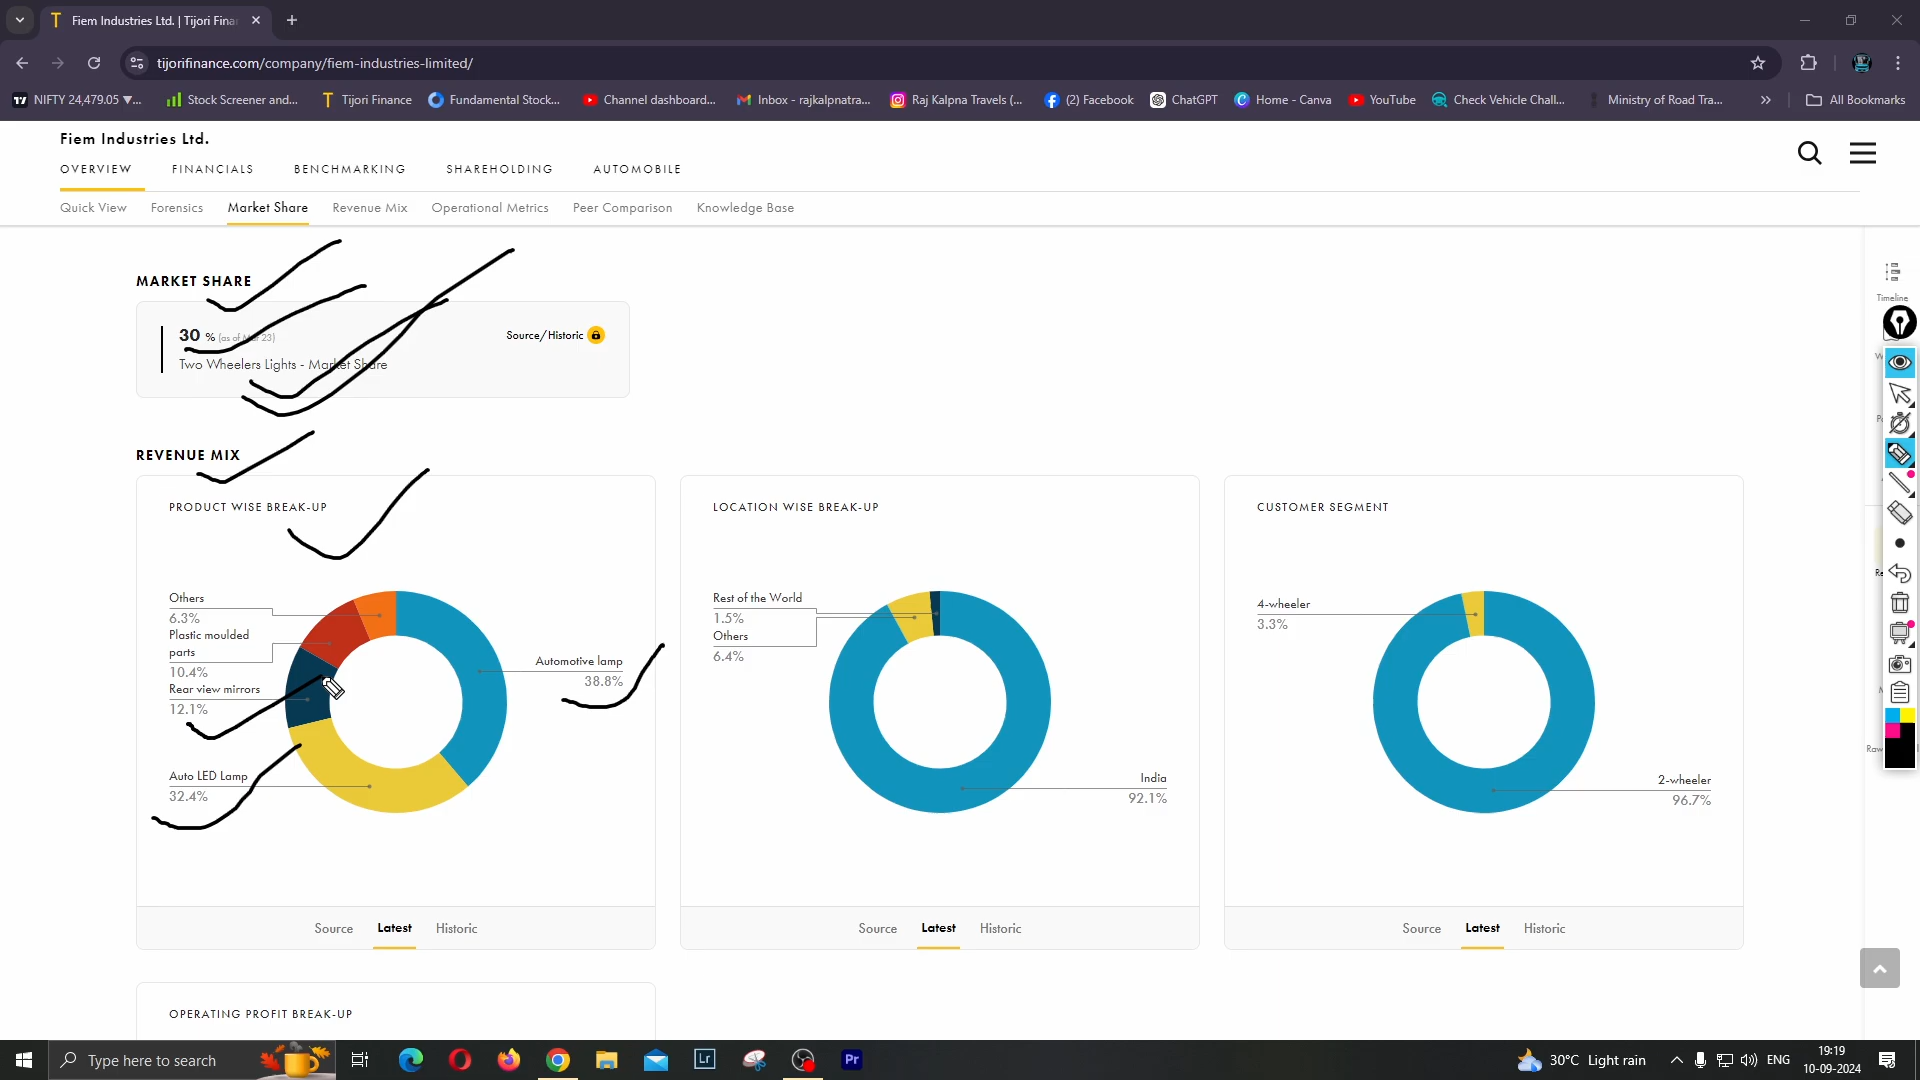 Fiem Industries Ltd. | Tijori Fina
tijorifinance.com/company/fiem-industries-limited/
NIFTY 24,479.05 ▼...
Stock Screener and...
Tijori Finance
Fundamental Stock...
Channel dashboard...
Inbox - rajkalpnatra...
Raj Kalpna Travels (...
(2) Facebook
ChatGPT
Home - Canva
YouTube
Check Vehicle Chall...
Ministry of Road Tra...
All Bookmarks
Fiem Industries Ltd.
OVERVIEW
FINANCIALS
BENCHMARKING
SHAREHOLDING
AUTOMOBILE
Quick View
Forensics
Market Share
Revenue Mix
Operational Metrics
Peer Comparison
Knowledge Base
Timeline
MARKET SHARE
30 % (as of Mar 23)
Source/Historic
Two Wheelers Lights - Market Share
REVENUE MIX
PRODUCT WISE BREAK-UP
Others
6.3%
Plastic moulded
parts
10.4%
Rear view mirrors
12.1%
Auto LED Lamp
32.4%
Automotive lamp
38.8%
Source
Latest
Historic
LOCATION WISE BREAK-UP
Rest of the World
1.5%
Others
6.4%
India
92.1%
Source
Latest
Historic
CUSTOMER SEGMENT
4-wheeler
3.3%
2-wheeler
96.7%
Source
Latest
Historic
OPERATING PROFIT BREAK-UP
Type here to search
30°C Light rain
ENG
19:19
10-09-2024